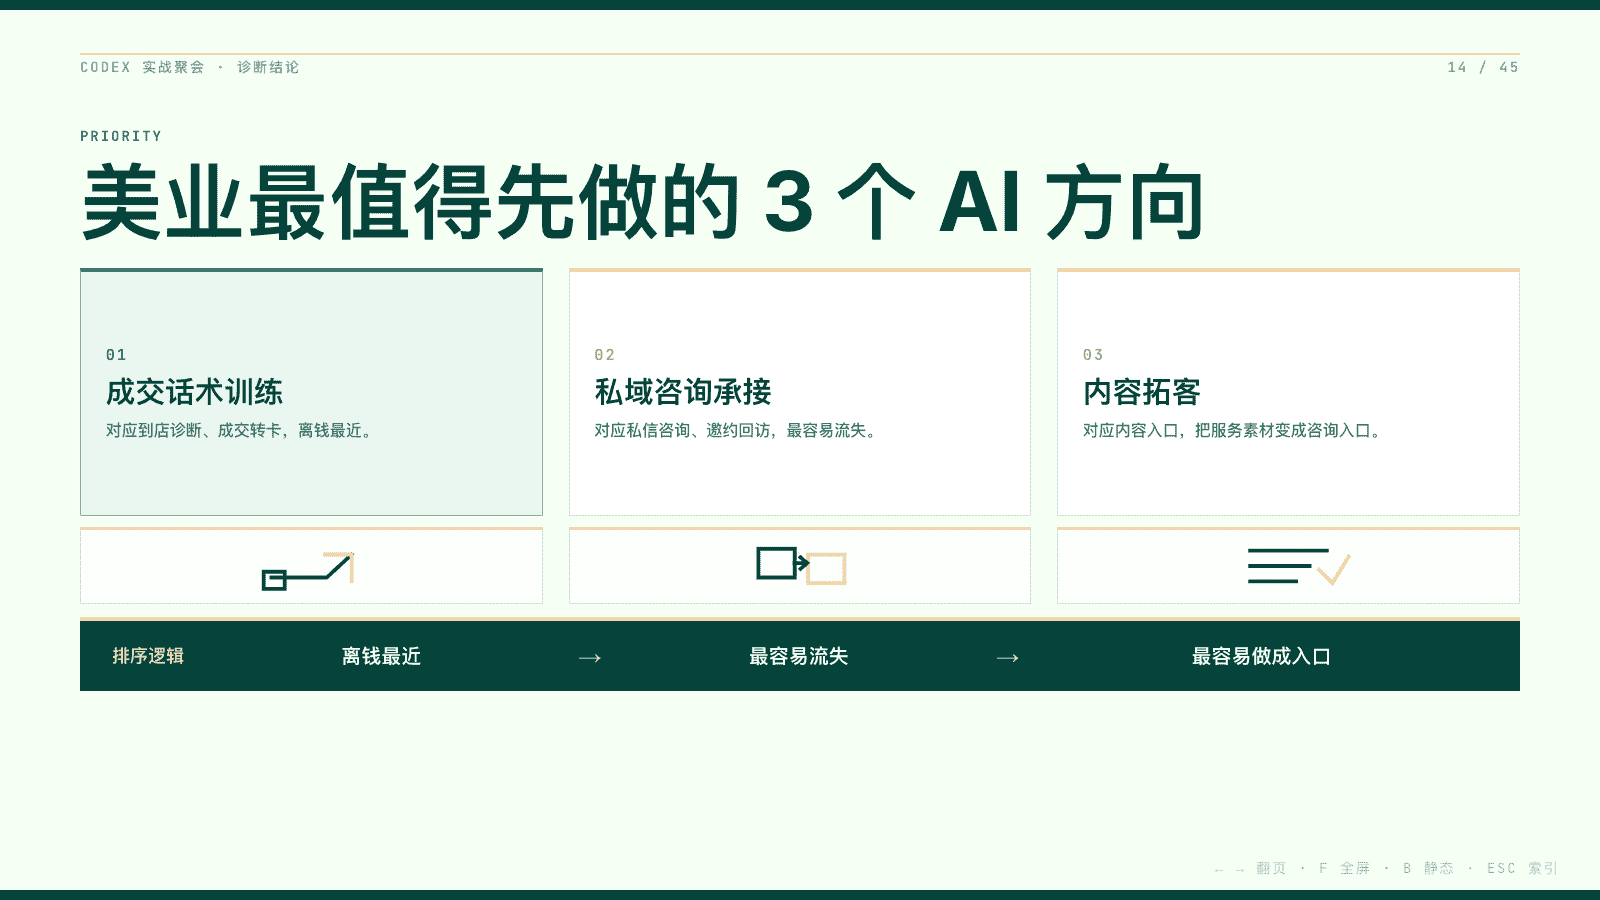 CODEX 实战聚会 · 诊断结论
14 / 45
PRIORITY
美业最值得先做的 3 个 AI 方向
01
成交话术训练
对应到店诊断、成交转卡，离钱最近。
02
私域咨询承接
对应私信咨询、邀约回访，最容易流失。
03
内容拓客
对应内容入口，把服务素材变成咨询入口。
排序逻辑 离钱最近 → 最容易流失 → 最容易做成入口
← → 翻页 · F 全屏 · B 静态 · ESC 索引